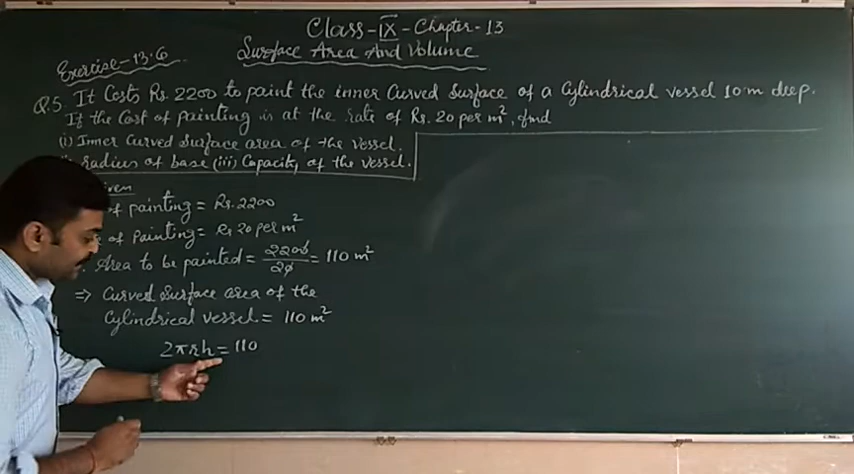 Class-IX-Chapter-13
Surface Area And Volume
Exercise-13.6
Q.5. It Costs Rs. 2200 to paint the inner Curved Surface of a Cylindrical vessel 10 m deep.
If the Cost of painting is at the rate of Rs. 20 per m², find
(i) Inner Curved Surface area of the vessel.
radius of base (iii) Capacity of the vessel.
of painting = Rs. 2200
of Painting = Rs 20 per m²
Area to be painted = 2200/20 = 110 m²
⇒ Curved Surface area of the
Cylindrical vessel = 110 m²
2πrh = 110